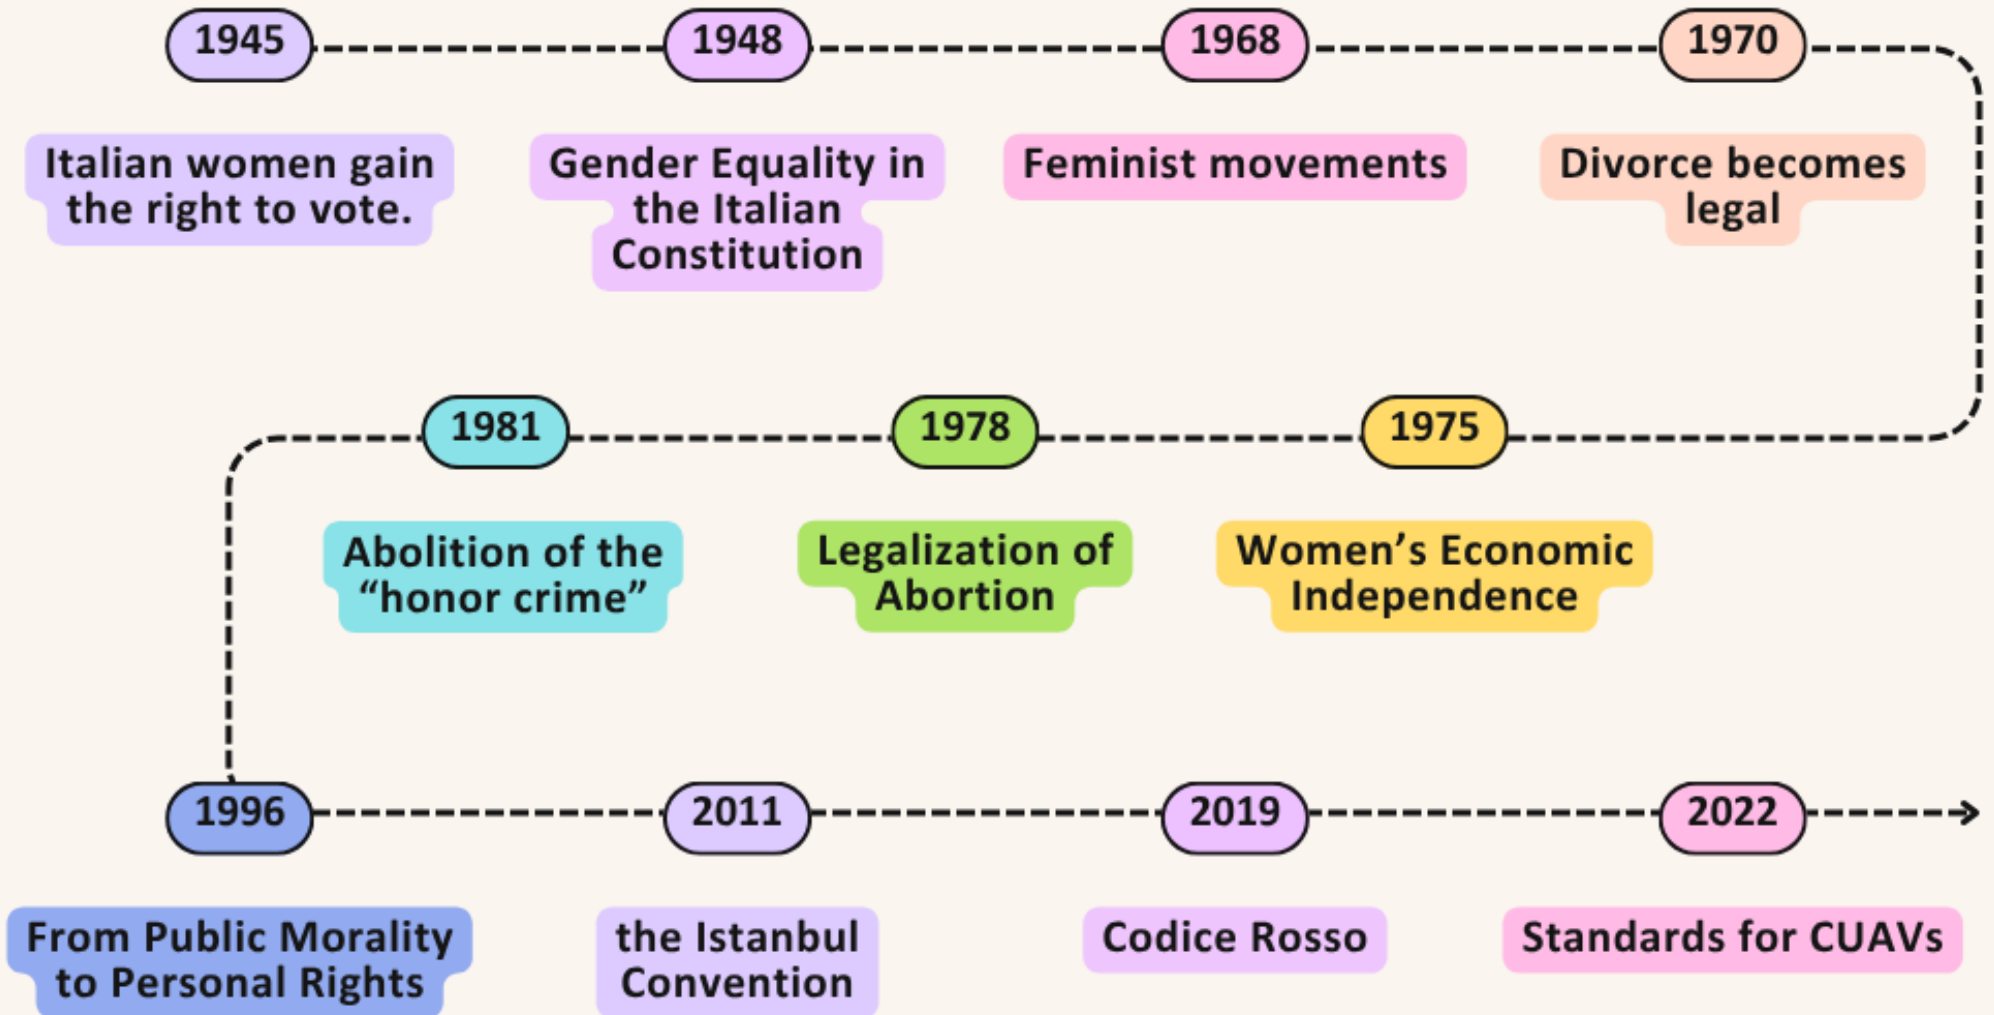 1945
1948
1968
1970
Italian women gain
the right to vote.
Gender Equality in
the Italian
Constitution
Feminist movements
Divorce becomes
legal
1981
1978
1975
Abolition of the
“honor crime”
Legalization of
Abortion
Women’s Economic
Independence
1996
2011
2019
2022
From Public Morality
to Personal Rights
the Istanbul
Convention
Codice Rosso
Standards for CUAVs